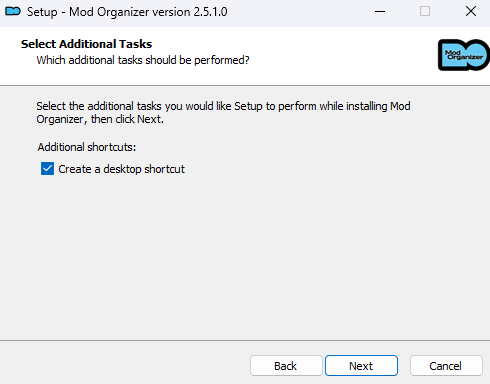 Setup - Mod Organizer version 2.5.1.0
Select Additional Tasks
Which additional tasks should be performed?
Mod
Organizer
Select the additional tasks you would like Setup to perform while installing Mod
Organizer, then click Next.
Additional shortcuts:
Create a desktop shortcut
Back
Next
Cancel